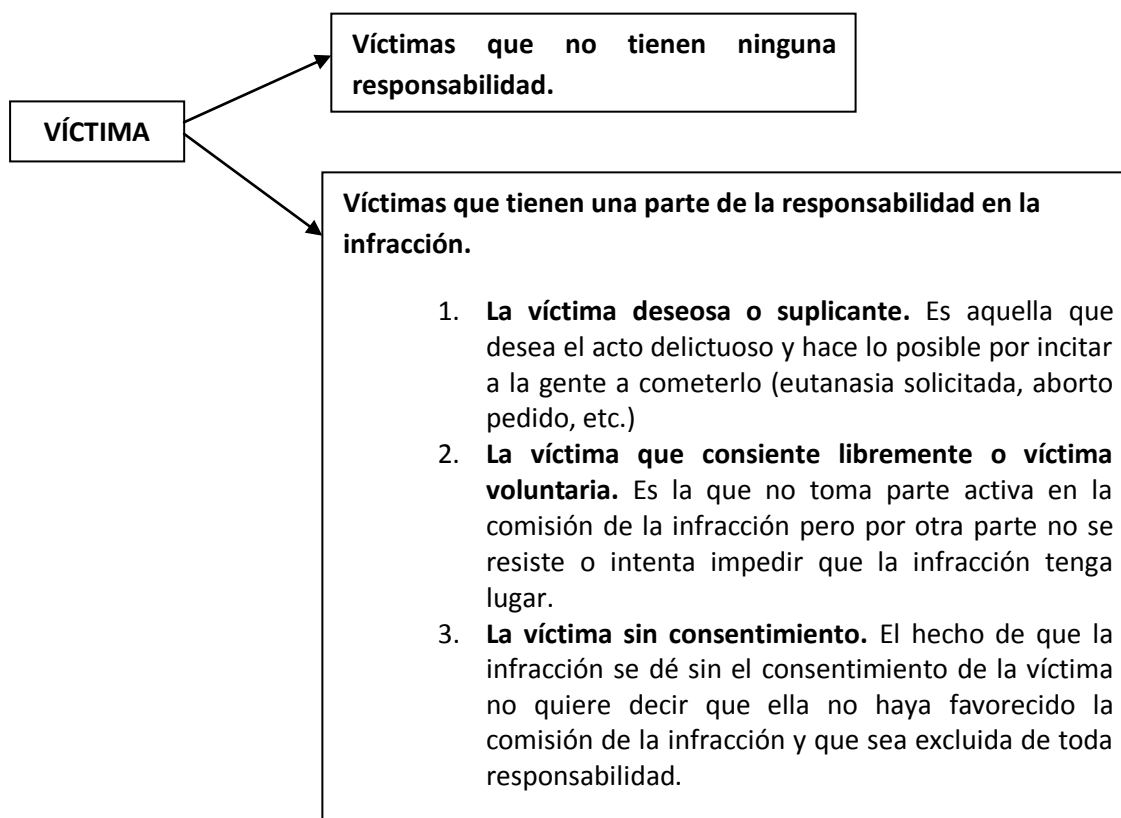 Víctimas que no tienen ninguna
responsabilidad.
VÍCTIMA
Víctimas que tienen una parte de la responsabilidad en la
infracción.
1. La víctima deseosa o suplicante. Es aquella que
desea el acto delictuoso y hace lo posible por incitar
a la gente a cometerlo (eutanasia solicitada, aborto
pedido, etc.)
2. La víctima que consiente libremente o víctima
voluntaria. Es la que no toma parte activa en la
comisión de la infracción pero por otra parte no se
resiste o intenta impedir que la infracción tenga
lugar.
3. La víctima sin consentimiento. El hecho de que la
infracción se dé sin el consentimiento de la víctima
no quiere decir que ella no haya favorecido la
comisión de la infracción y que sea excluida de toda
responsabilidad.